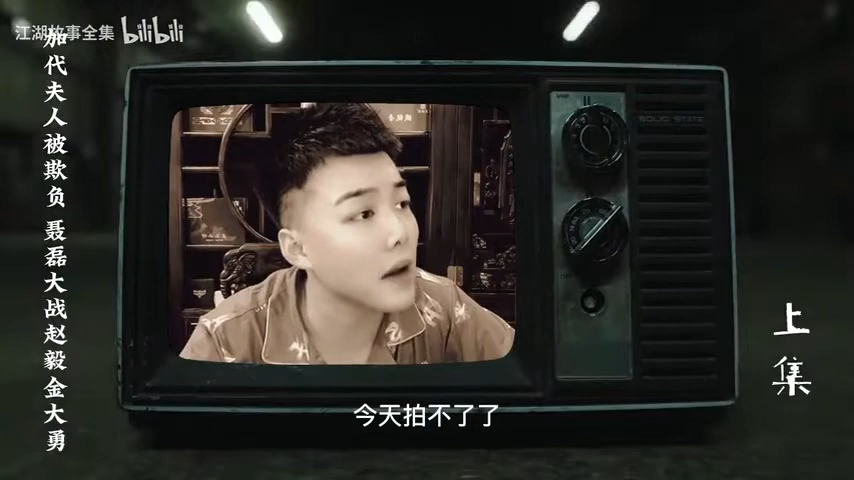 江湖故事全集 bilibili
加代夫人被欺负 聂磊大战赵毅金大勇
VHF
SOLID STATE
上集
今天拍不了了